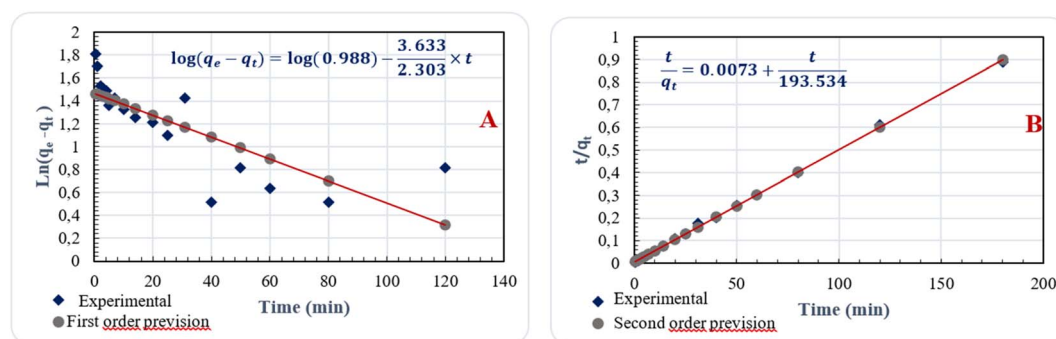 2
1,8
1,6
1,4
1,2
1
0,8
0,6
0,4
0,2
0
Ln(qe -qt)
log(qe − qt) = log(0.988) − 3.633/2.303 × t
A
0 20 40 60 80 100 120 140
Time (min)
Experimental
First order prevision
1
0,9
0,8
0,7
0,6
0,5
0,4
0,3
0,2
0,1
0
t/qt
t/qt = 0.0073 + t/193.534
B
0 50 100 150 200
Time (min)
Experimental
Second order prevision